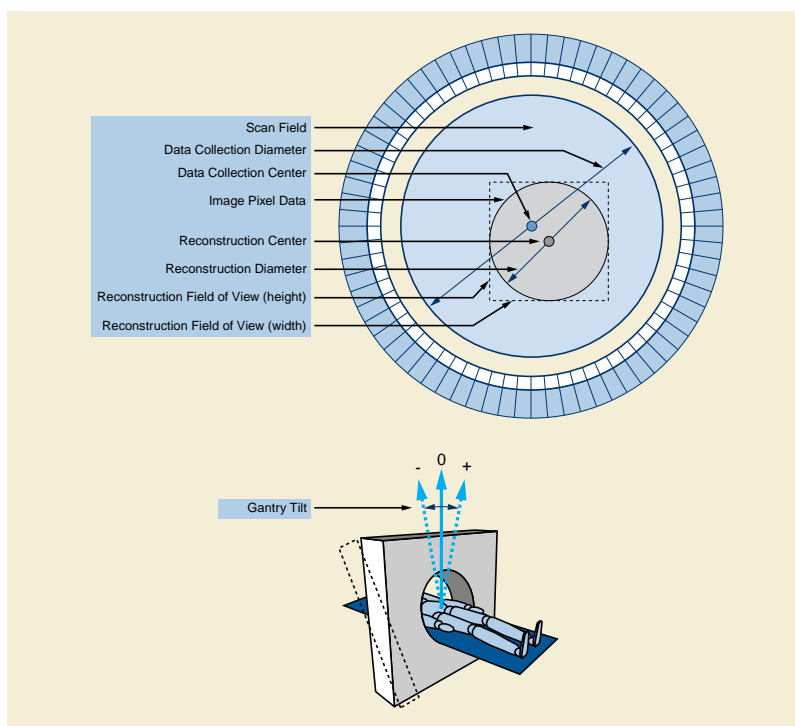 Scan Field
Data Collection Diameter
Data Collection Center
Image Pixel Data
Reconstruction Center
Reconstruction Diameter
Reconstruction Field of View (height)
Reconstruction Field of View (width)
- 0 +
Gantry Tilt